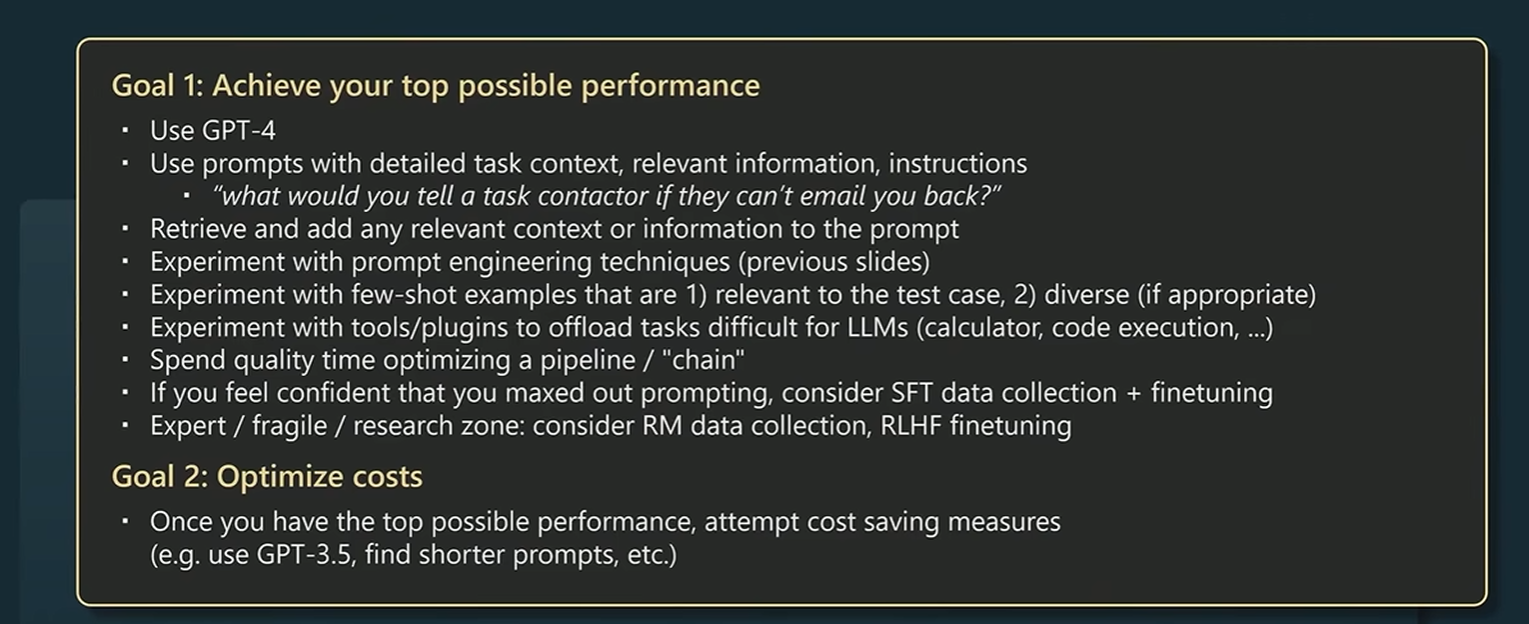 Goal 1: Achieve your top possible performance
▪ Use GPT-4
▪ Use prompts with detailed task context, relevant information, instructions
▪ “what would you tell a task contactor if they can’t email you back?”
▪ Retrieve and add any relevant context or information to the prompt
▪ Experiment with prompt engineering techniques (previous slides)
▪ Experiment with few-shot examples that are 1) relevant to the test case, 2) diverse (if appropriate)
▪ Experiment with tools/plugins to offload tasks difficult for LLMs (calculator, code execution, ...)
▪ Spend quality time optimizing a pipeline / "chain"
▪ If you feel confident that you maxed out prompting, consider SFT data collection + finetuning
▪ Expert / fragile / research zone: consider RM data collection, RLHF finetuning
Goal 2: Optimize costs
▪ Once you have the top possible performance, attempt cost saving measures
(e.g. use GPT-3.5, find shorter prompts, etc.)